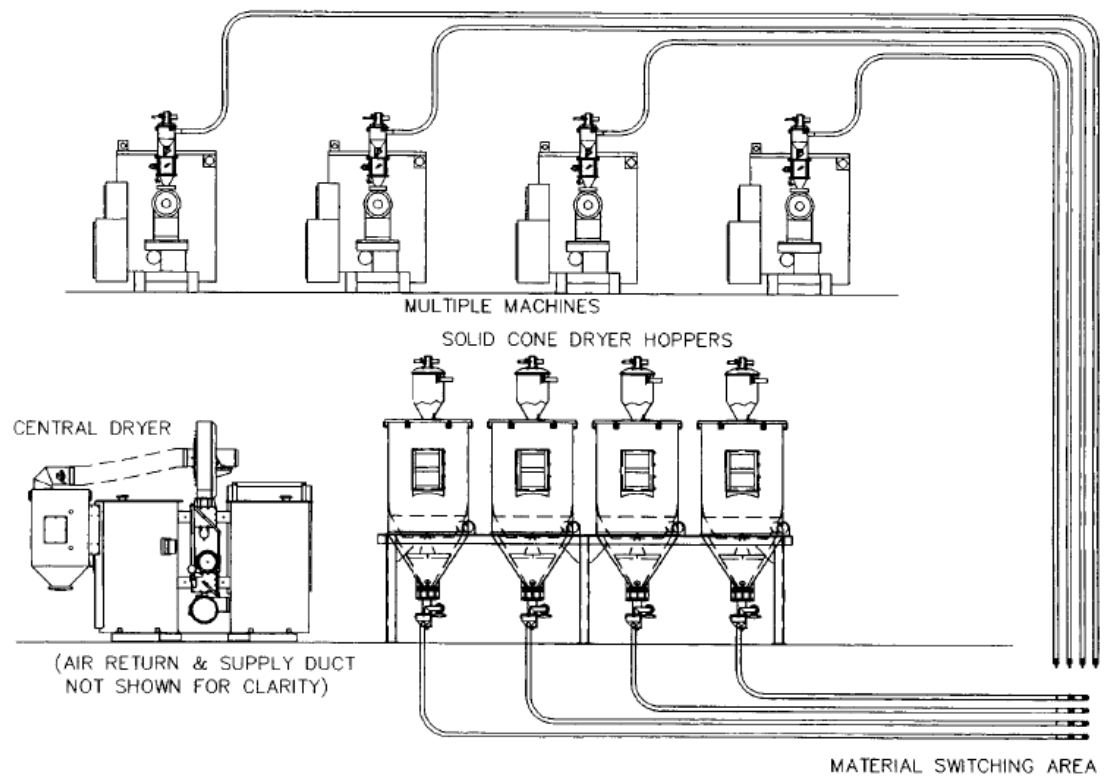 MULTIPLE MACHINES
SOLID CONE DRYER HOPPERS
CENTRAL DRYER
(AIR RETURN & SUPPLY DUCT
NOT SHOWN FOR CLARITY)
MATERIAL SWITCHING AREA